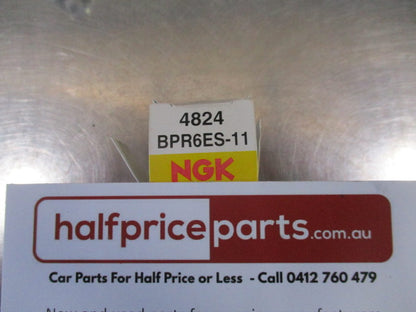 4824
BPR6ES-11
NGK
halfpriceparts.com.au
Car Parts For Half Price or Less - Call 0412 760 479